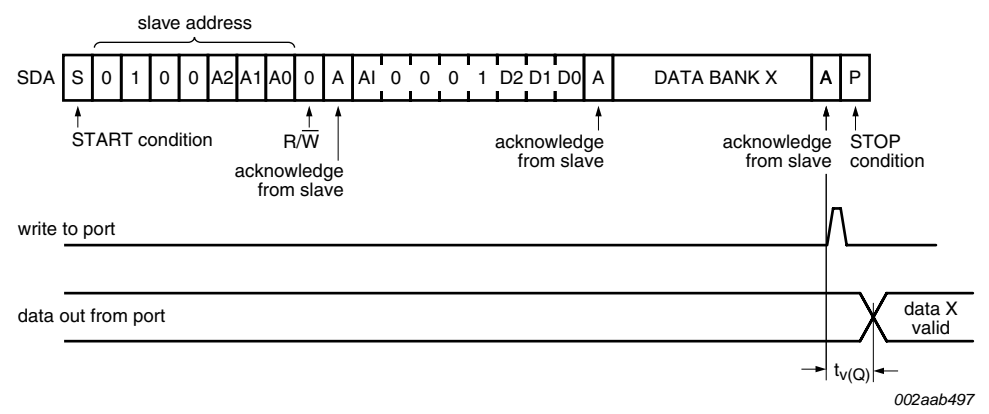 slave address
SDA S 0 1 0 0 A2 A1 A0 0 A AI 0 0 0 1 D2 D1 D0 A DATA BANK X A P
START condition
R/W̅
acknowledge
from slave
acknowledge
from slave
acknowledge
from slave
STOP
condition
write to port
data out from port
data X
valid
tv(Q)
002aab497